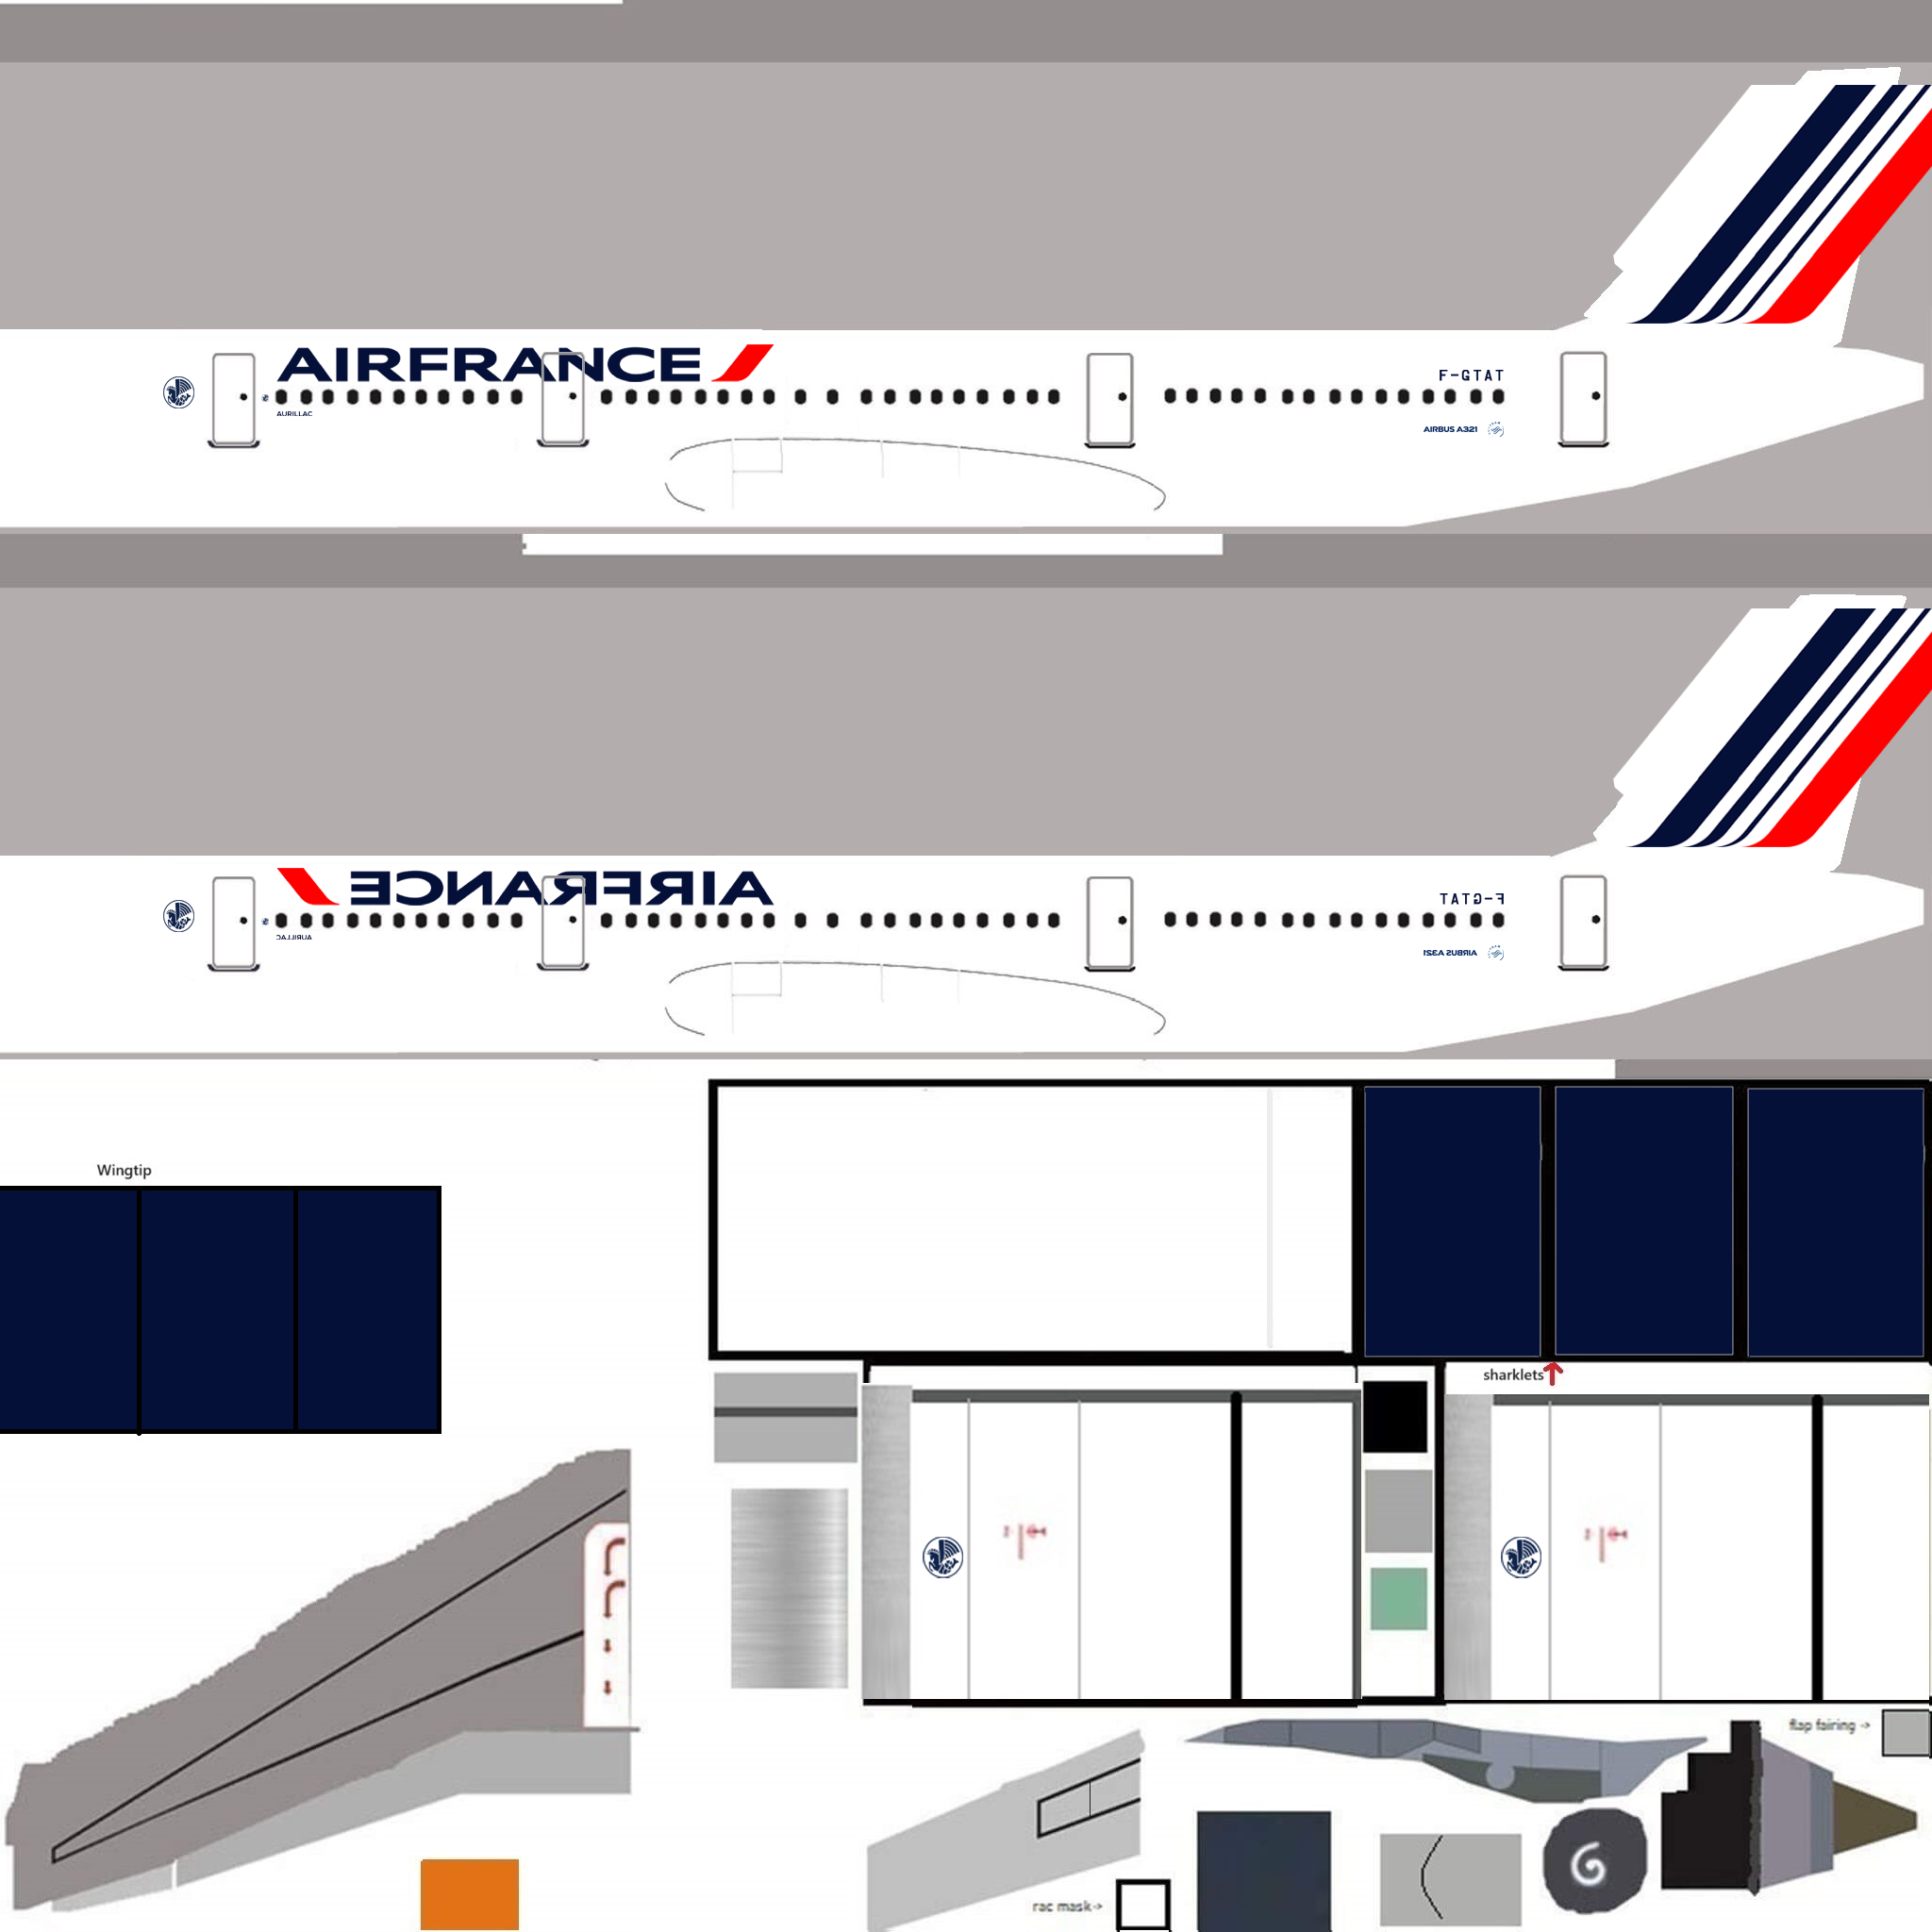 AIRFRANCE
F-GTAT
AURILLAC
AIRBUS A321
AIRFRANCE
F-GTAT
AURILLAC
AIRBUS A321
Wingtip
sharklets
flap fairing ->
rac mask->